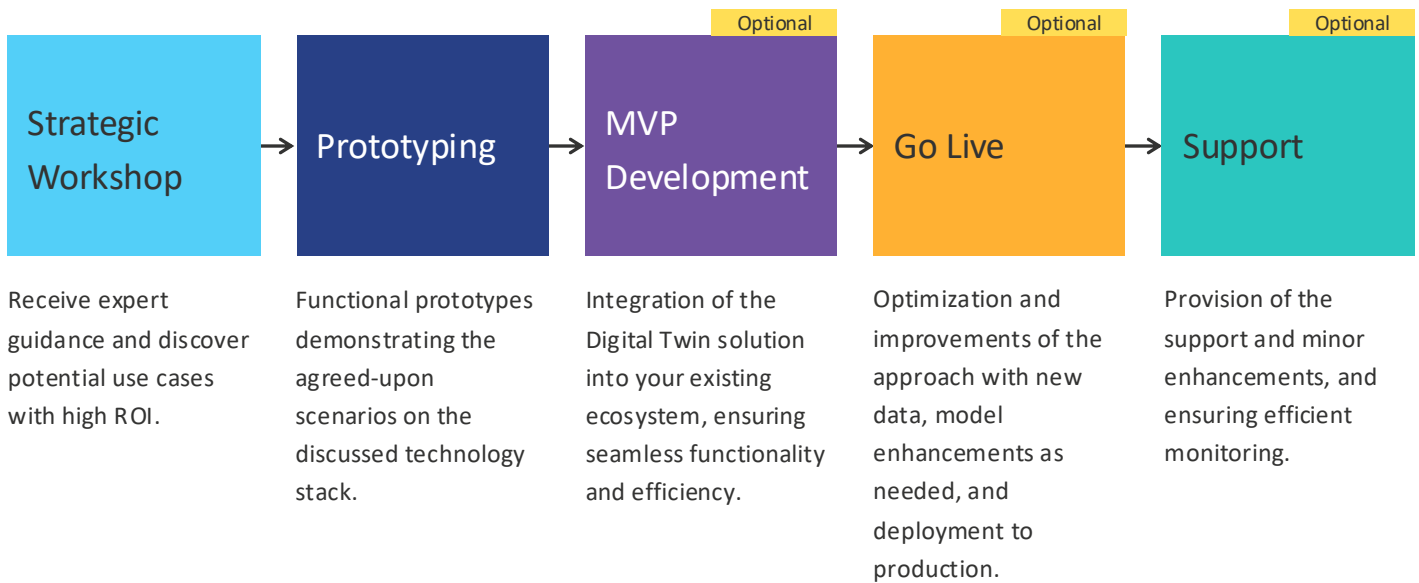 Optional
Optional
Optional
Strategic
Workshop
Prototyping
MVP
Development
Go Live
Support
Receive expert
guidance and discover
potential use cases
with high ROI.
Functional prototypes
demonstrating the
agreed-upon
scenarios on the
discussed technology
stack.
Integration of the
Digital Twin solution
into your existing
ecosystem, ensuring
seamless functionality
and efficiency.
Optimization and
improvements of the
approach with new
data, model
enhancements as
needed, and
deployment to
production.
Provision of the
support and minor
enhancements, and
ensuring efficient
monitoring.